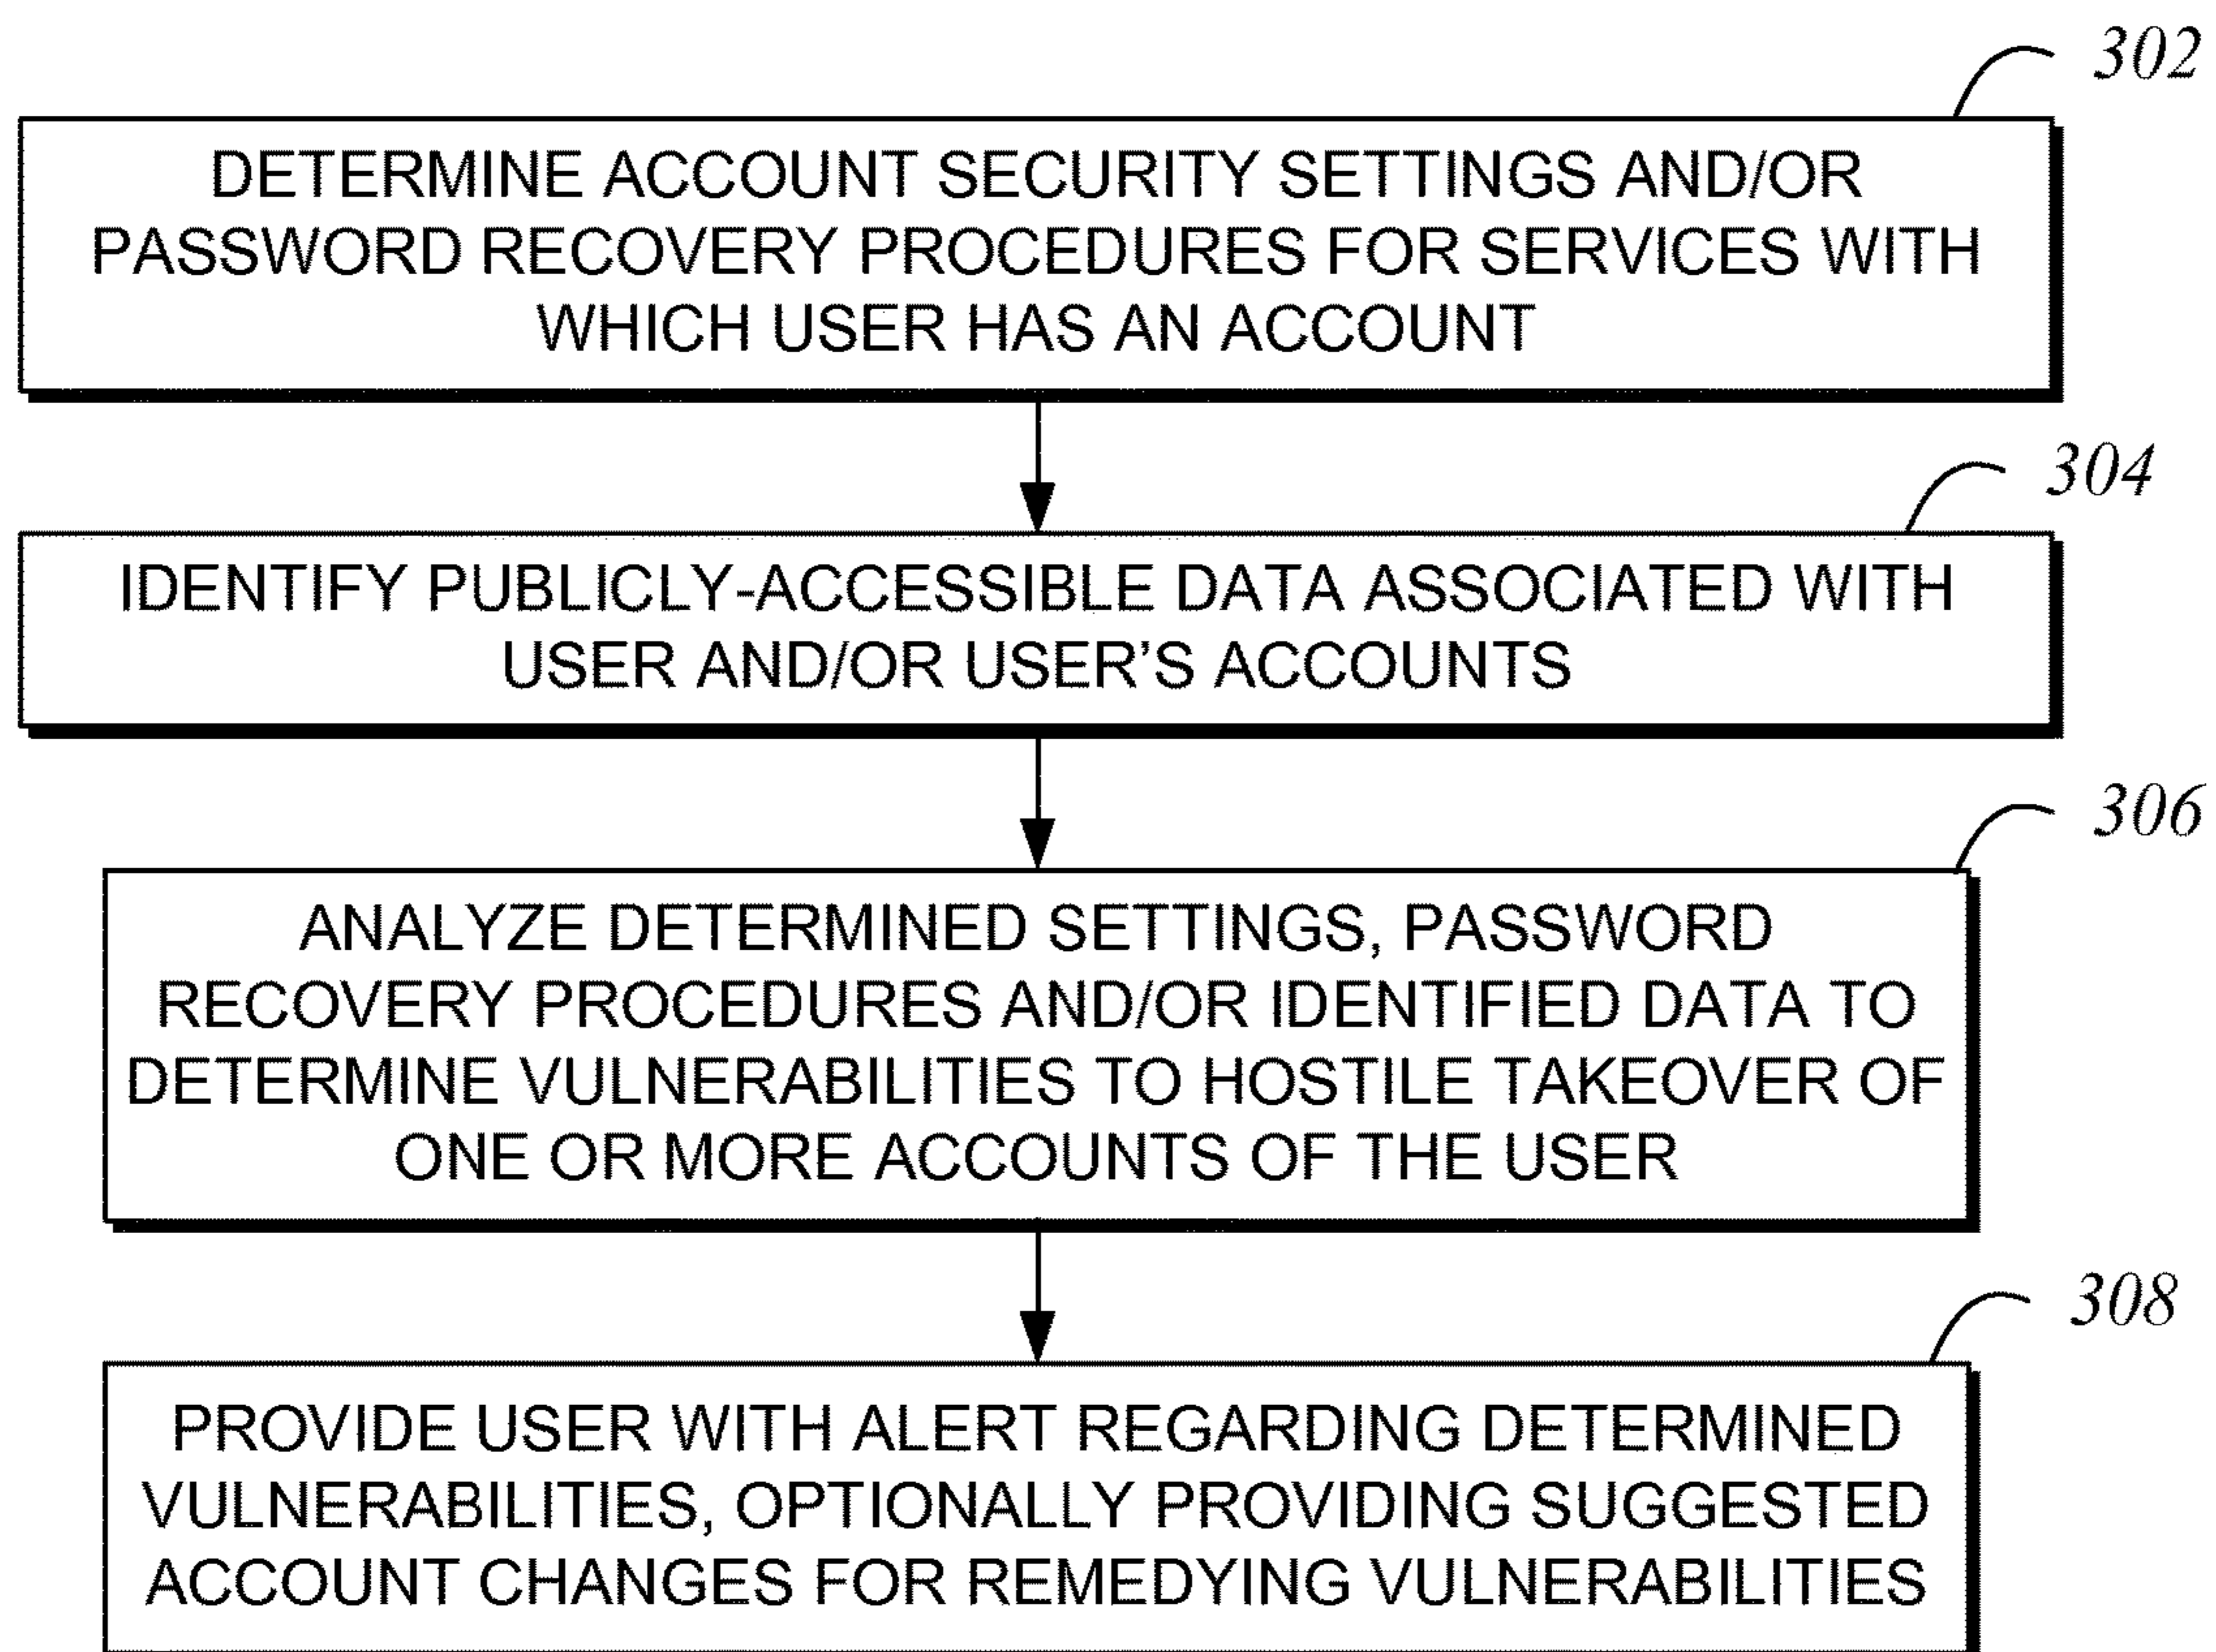 302
DETERMINE ACCOUNT SECURITY SETTINGS AND/OR
PASSWORD RECOVERY PROCEDURES FOR SERVICES WITH
WHICH USER HAS AN ACCOUNT
304
IDENTIFY PUBLICLY-ACCESSIBLE DATA ASSOCIATED WITH
USER AND/OR USER’S ACCOUNTS
306
ANALYZE DETERMINED SETTINGS, PASSWORD
RECOVERY PROCEDURES AND/OR IDENTIFIED DATA TO
DETERMINE VULNERABILITIES TO HOSTILE TAKEOVER OF
ONE OR MORE ACCOUNTS OF THE USER
308
PROVIDE USER WITH ALERT REGARDING DETERMINED
VULNERABILITIES, OPTIONALLY PROVIDING SUGGESTED
ACCOUNT CHANGES FOR REMEDYING VULNERABILITIES